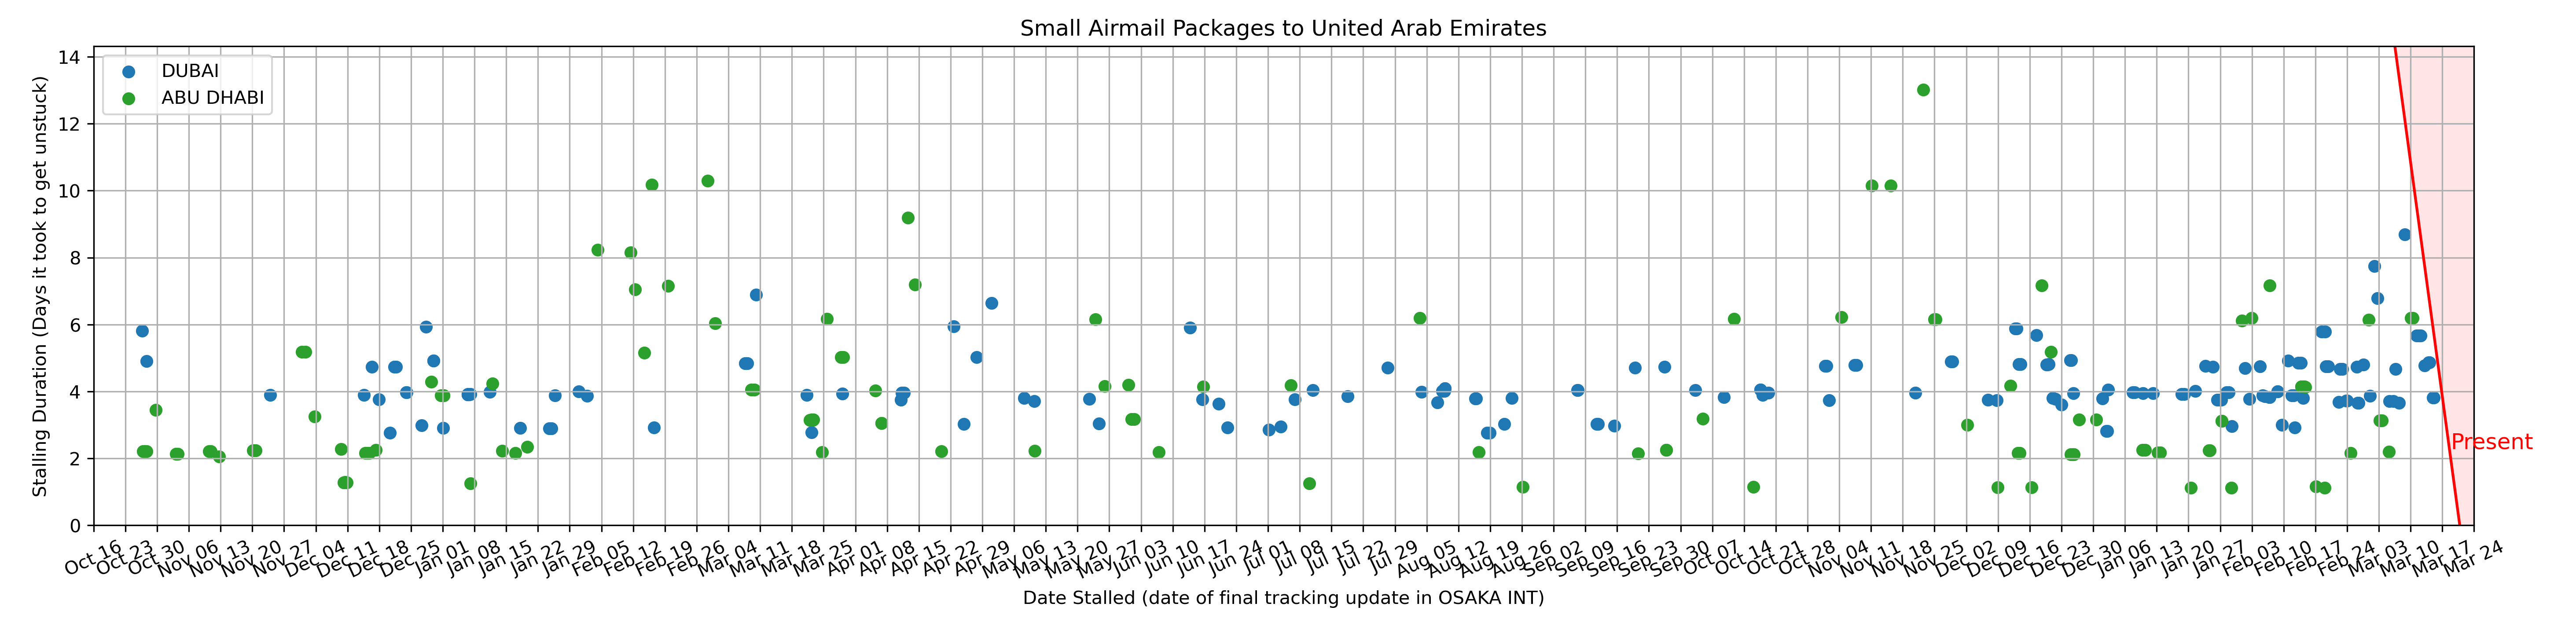 Small Airmail Packages to United Arab Emirates
DUBAI
ABU DHABI
Stalling Duration (Days it took to get unstuck)
14
12
10
8
6
4
2
0
Present
Oct 16
Oct 23
Oct 30
Nov 06
Nov 13
Nov 20
Nov 27
Dec 04
Dec 11
Dec 18
Dec 25
Jan 01
Jan 08
Jan 15
Jan 22
Jan 29
Feb 05
Feb 12
Feb 19
Feb 26
Mar 04
Mar 11
Mar 18
Mar 25
Apr 01
Apr 08
Apr 15
Apr 22
Apr 29
May 06
May 13
May 20
May 27
Jun 03
Jun 10
Jun 17
Jun 24
Jul 01
Jul 08
Jul 15
Jul 22
Jul 29
Aug 05
Aug 12
Aug 19
Aug 26
Sep 02
Sep 09
Sep 16
Sep 23
Sep 30
Oct 07
Oct 14
Oct 21
Oct 28
Nov 04
Nov 11
Nov 18
Nov 25
Dec 02
Dec 09
Dec 16
Dec 23
Dec 30
Jan 06
Jan 13
Jan 20
Jan 27
Feb 03
Feb 10
Feb 17
Feb 24
Mar 03
Mar 10
Mar 17
Mar 24
Date Stalled (date of final tracking update in OSAKA INT)